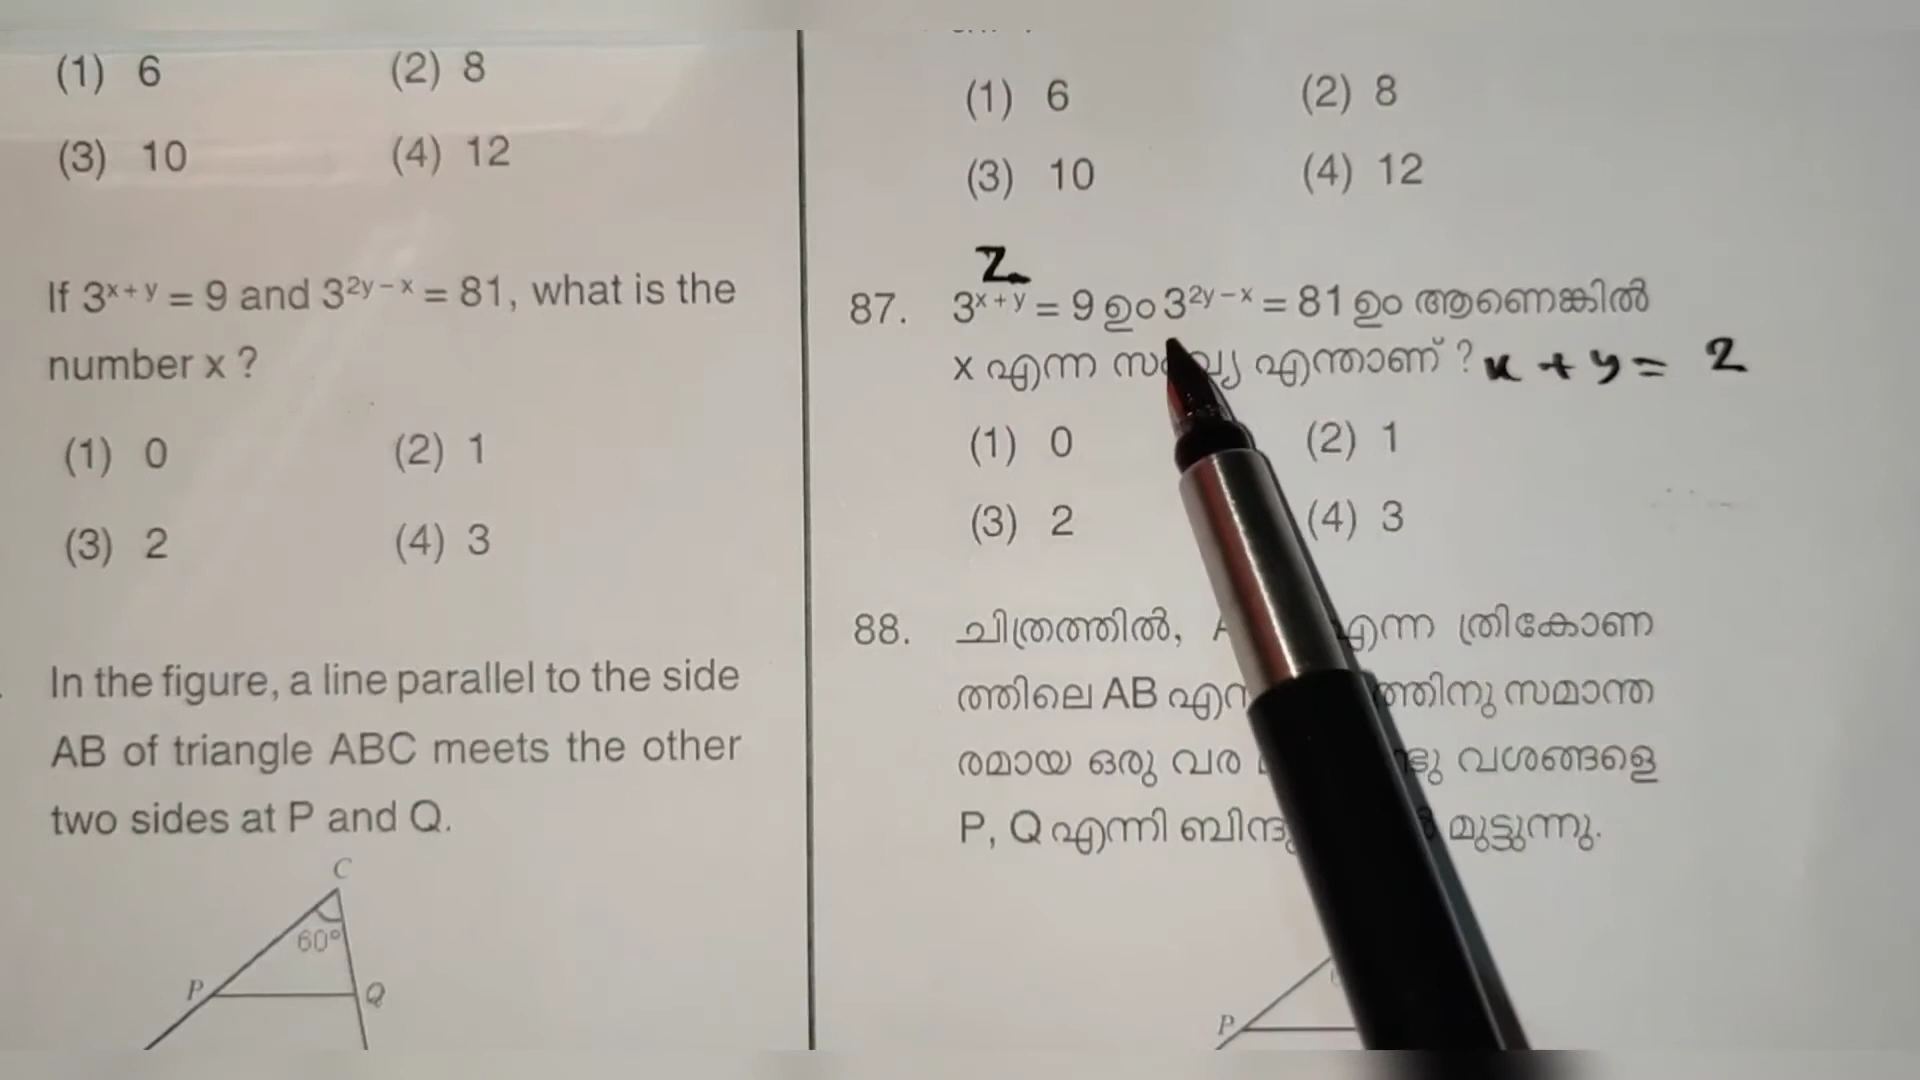 (1) 6 (2) 8
(3) 10 (4) 12
If 3^(x + y) = 9 and 3^(2y – x) = 81, what is the
number x ?
(1) 0 (2) 1
(3) 2 (4) 3
In the figure, a line parallel to the side
AB of triangle ABC meets the other
two sides at P and Q.
C
60°
P Q
(1) 6 (2) 8
(3) 10 (4) 12
2
87. 3^(x + y) = 9 ഉം 3^(2y – x) = 81 ഉം ആണെങ്കിൽ
x എന്ന എന്താണ് ? x + y = 2
(1) 0 (2) 1
(3) 2 (4) 3
88. ചിത്രത്തിൽ, എന്ന ത്രികോണ
ത്തിലെ AB സമാന്ത
രമായ ഒരു വര വശങ്ങളെ
P, Q എന്നി മുട്ടുന്നു.
P